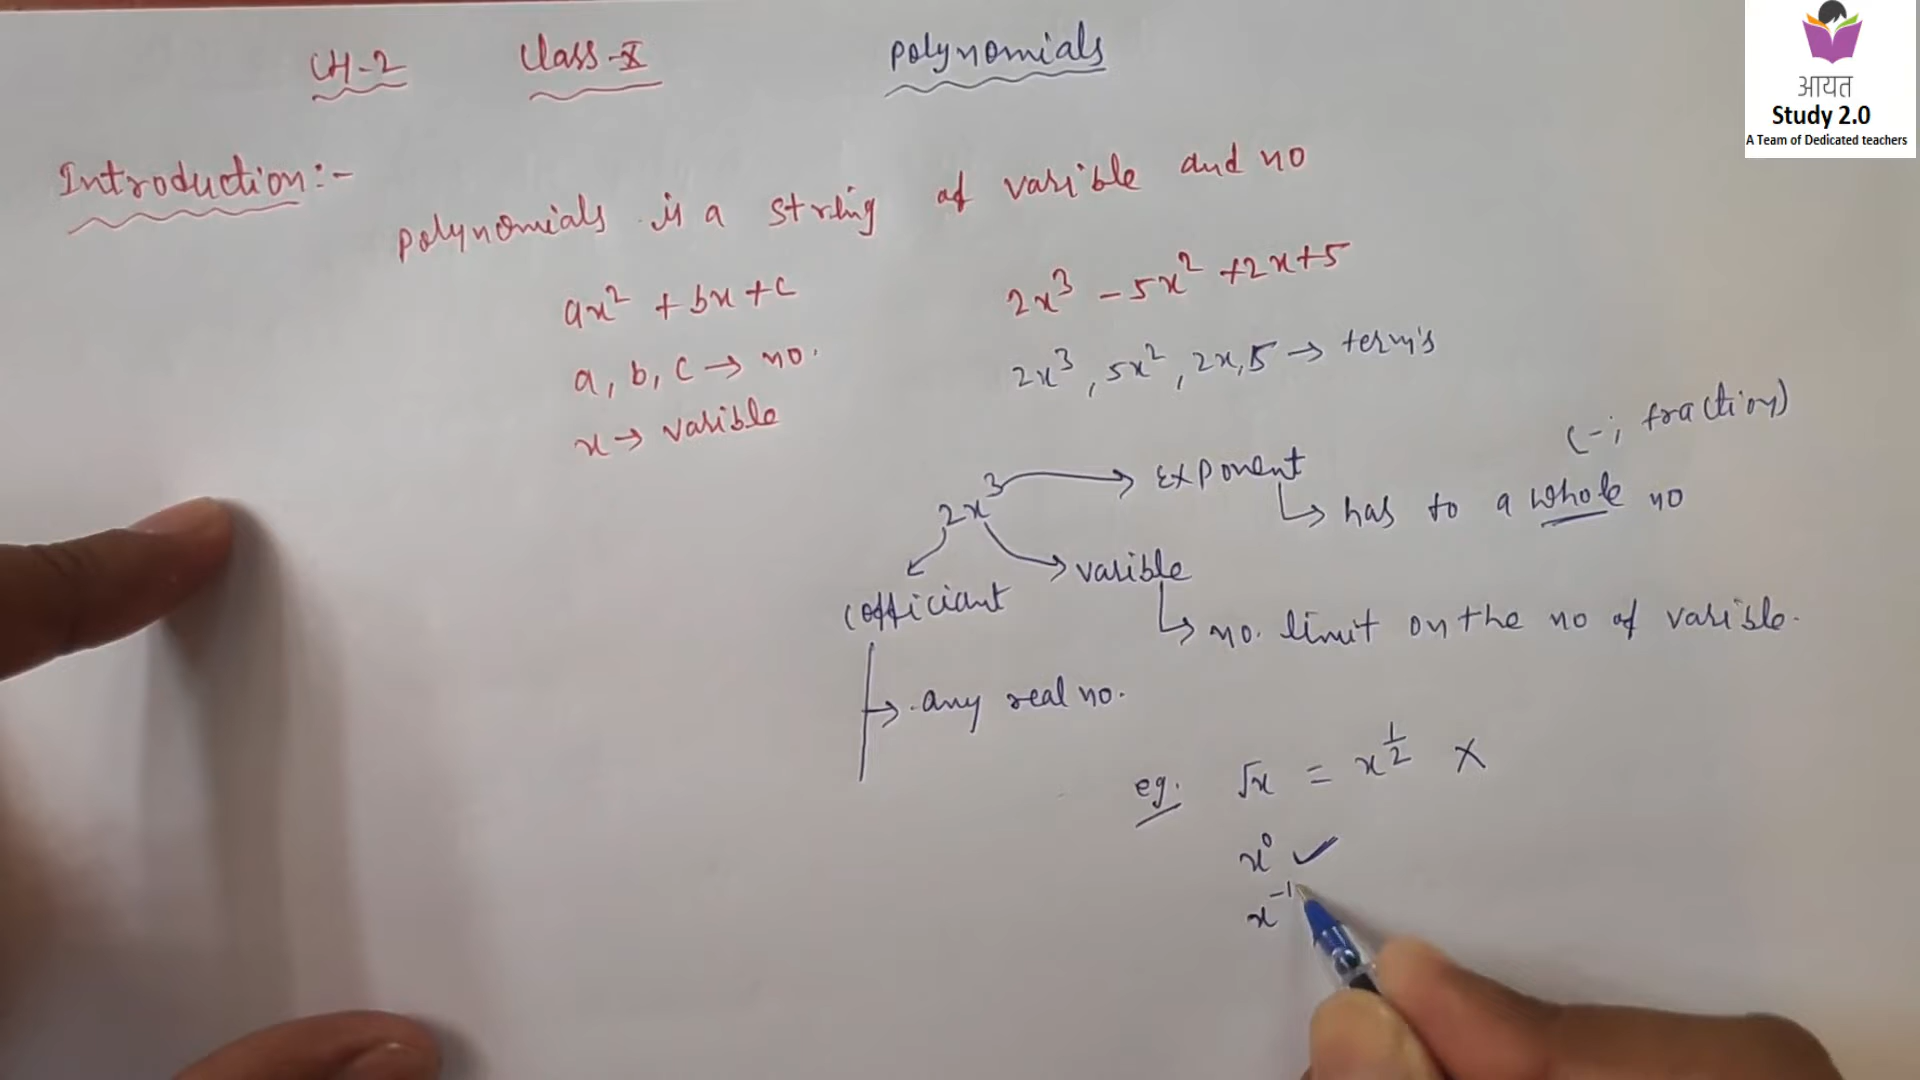 CH-2 Class-X Polynomials
आयत
Study 2.0
A Team of Dedicated teachers
Introduction:-
Polynomials is a string of varible and no
ax² + bx + c 2x³ - 5x² + 2x + 5
a, b, c → no. 2x³, 5x², 2x, 5 → term's
x → varible
(-, fraction)
2x³ → Exponent
↳ has to a whole no
cofficiant → varible
↳ no. limit on the no of varible.
→ any real no.
eg. √x = x^1/2 ×
x⁰ ✓
x⁻¹